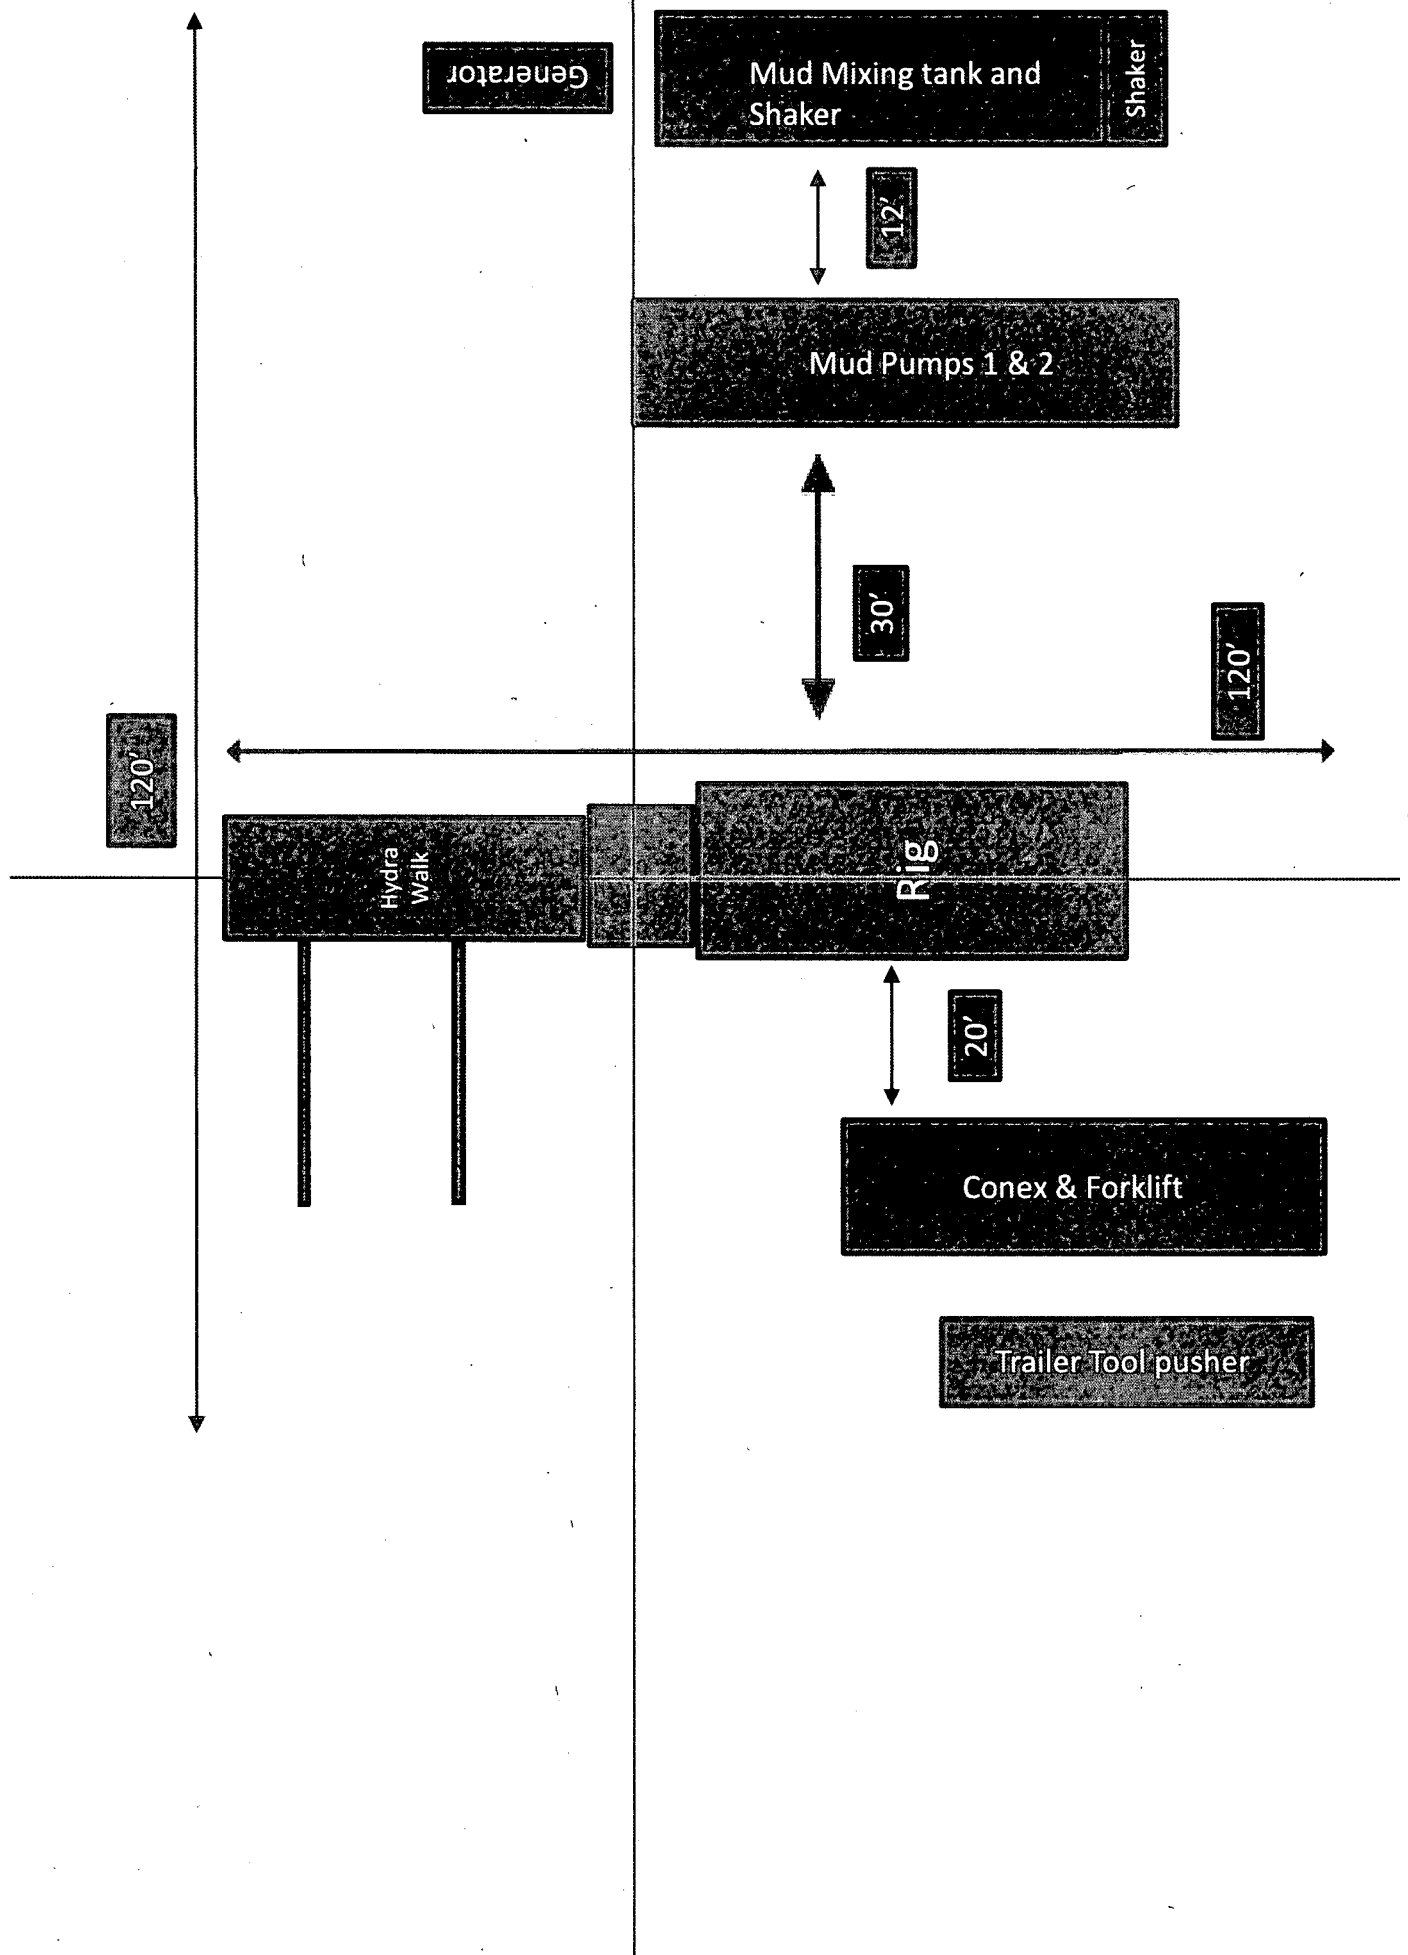 Generator
Mud Mixing tank and
Shaker
Shaker
12'
Mud Pumps 1 & 2
30'
120'
120'
Hydra
Walk
Rig
20'
Conex & Forklift
Trailer Tool pusher